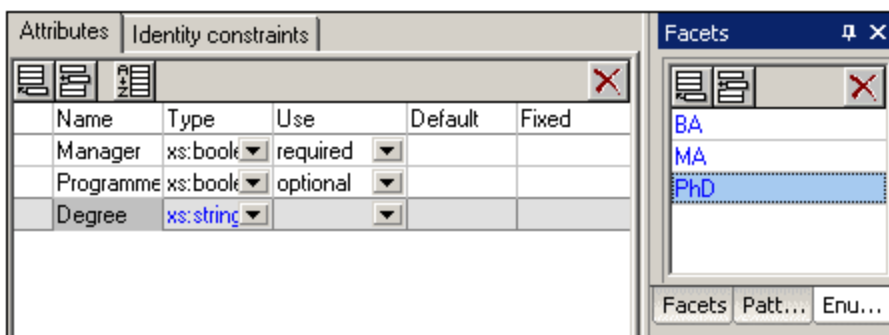 Attributes Identity constraints
Name Type Use Default Fixed
Manager xs:boole required
Programme xs:boole optional
Degree xs:string
Facets
BA
MA
PhD
Facets Patt... Enu...